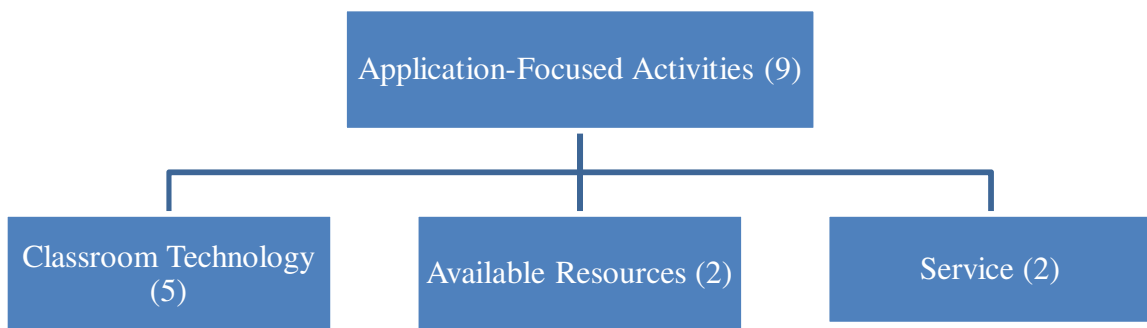 Application-Focused Activities (9)
Classroom Technology
(5)
Available Resources (2)
Service (2)